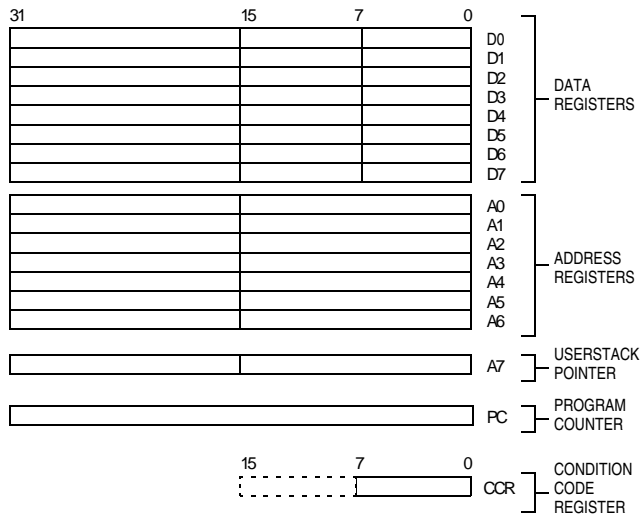 31 15 7 0
D0
D1
D2
D3
D4
D5
D6
D7
DATA
REGISTERS
A0
A1
A2
A3
A4
A5
A6
ADDRESS
REGISTERS
A7
USERSTACK
POINTER
PC
PROGRAM
COUNTER
15 7 0
CCR
CONDITION
CODE
REGISTER